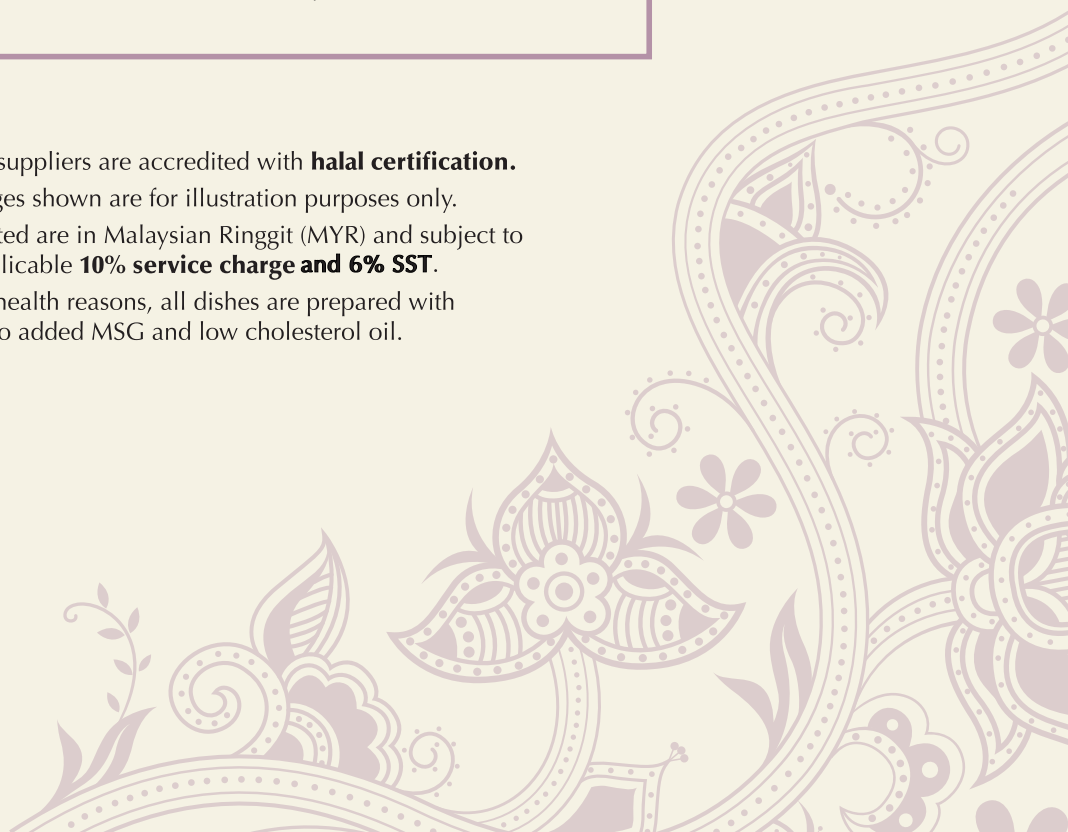 suppliers are accredited with halal certification.
ges shown are for illustration purposes only.
ted are in Malaysian Ringgit (MYR) and subject to
licable 10% service charge and 6% SST.
health reasons, all dishes are prepared with
o added MSG and low cholesterol oil.